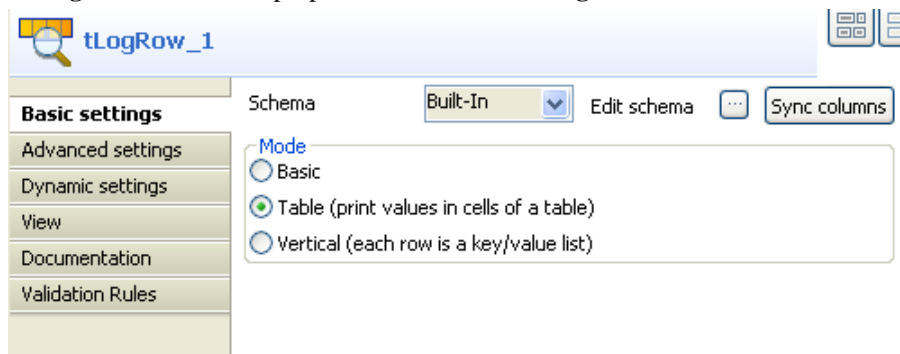 tLogRow_1
Basic settings
Advanced settings
Dynamic settings
View
Documentation
Validation Rules
Schema Built-In Edit schema ... Sync columns
Mode
Basic
Table (print values in cells of a table)
Vertical (each row is a key/value list)